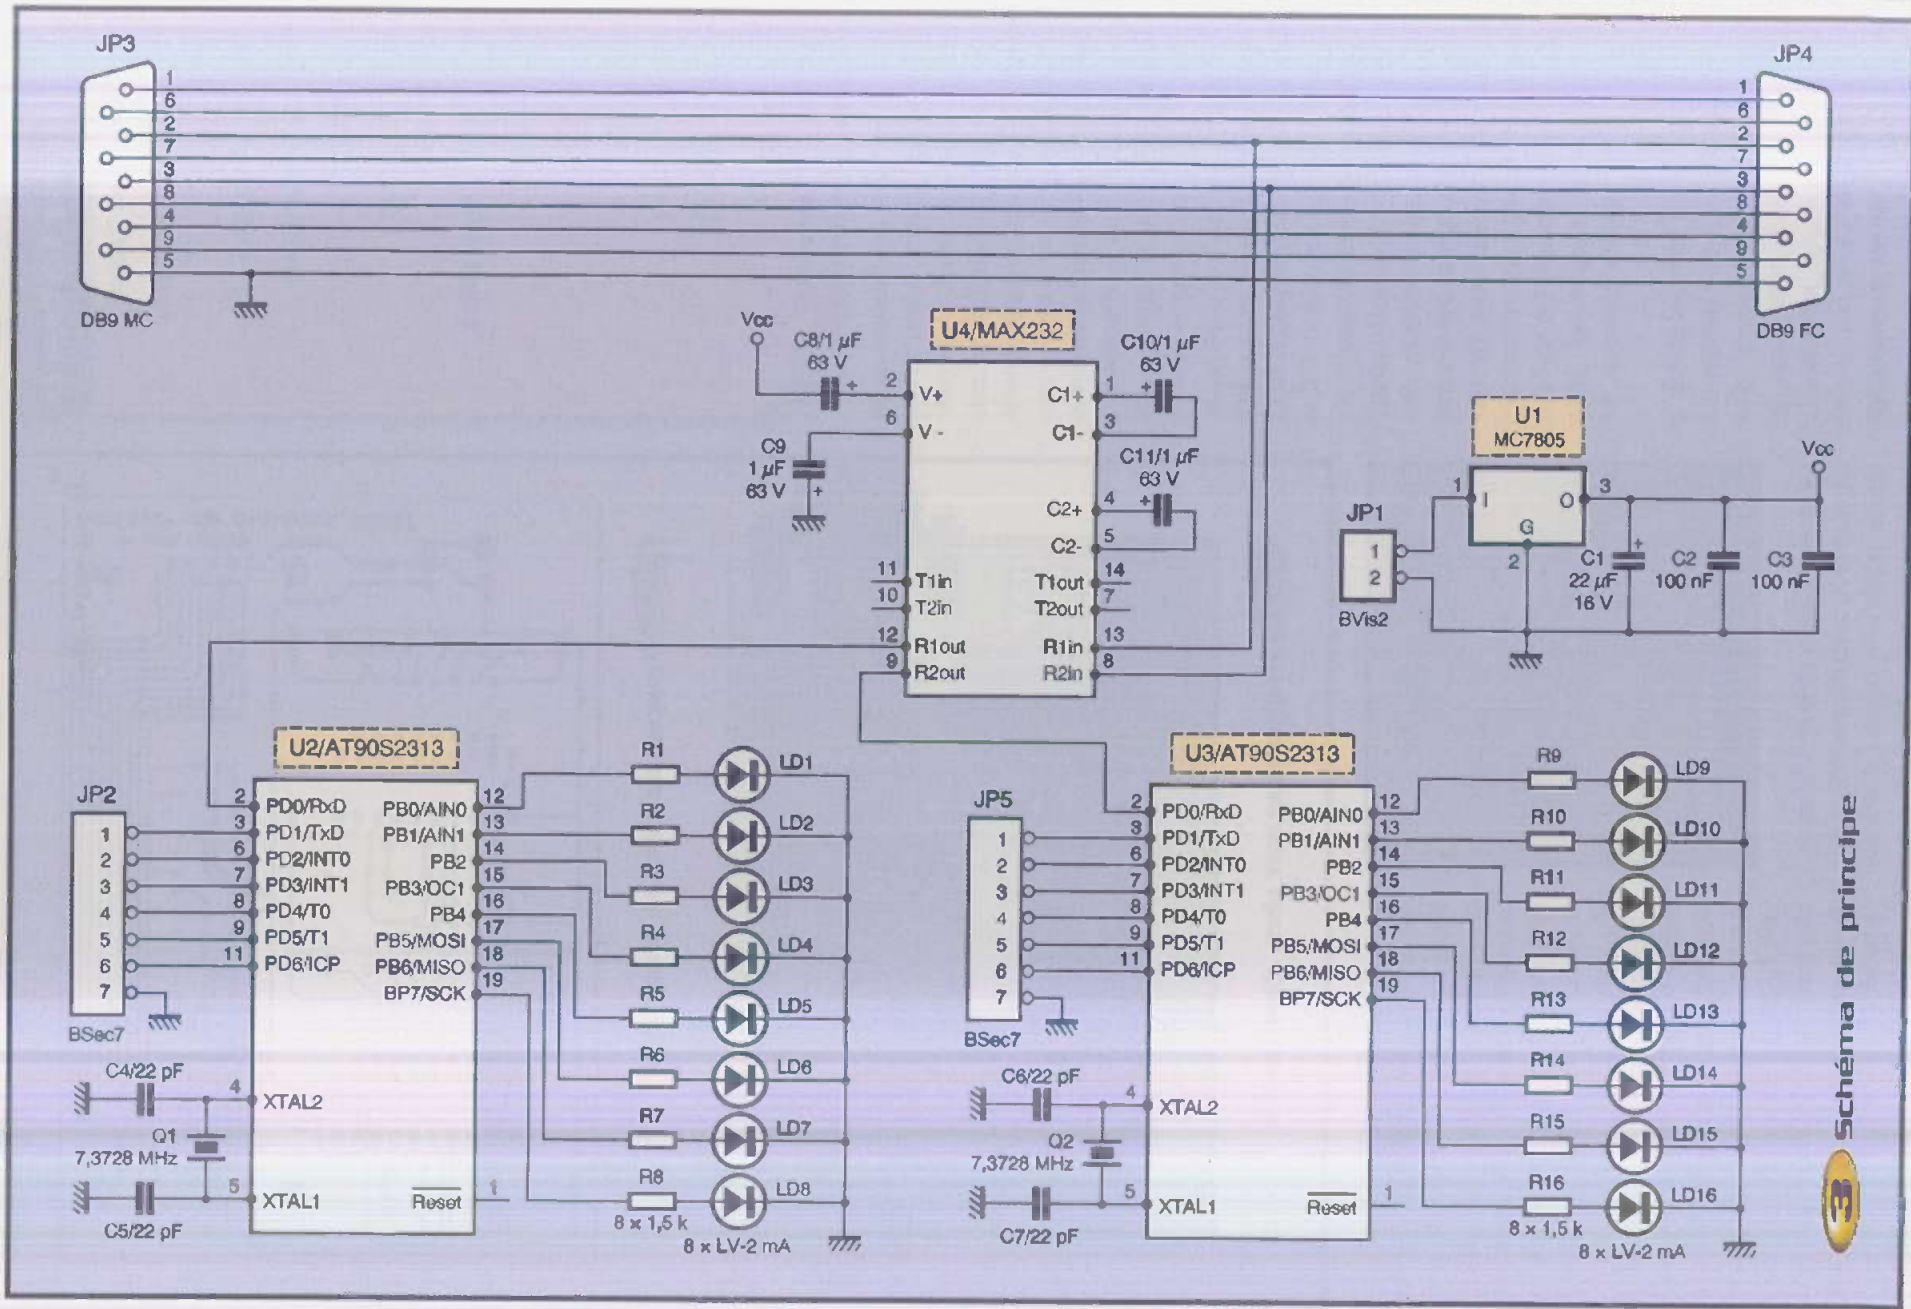 JP3
1
6
2
7
3
8
4
9
5
DB9 MC
JP4
1
6
2
7
3
8
4
9
5
DB9 FC
Vcc
C8/1 µF
63 V
U4/MAX232
C10/1 µF
63 V
2
V+
6
V -
C1+
1
C1-
3
C9
1 µF
63 V
C11/1 µF
63 V
C2+
4
C2-
5
11
T1in
T1out
14
10
T2in
T2out
7
12
R1out
R1in
13
9
R2out
R2in
8
U1
MC7805
Vcc
1
I
O
3
G
2
JP1
1
2
BVis2
C1
22 µF
16 V
C2
100 nF
C3
100 nF
U2/AT90S2313
JP2
1
2
3
4
5
6
7
BSec7
2
PD0/RxD
3
PD1/TxD
6
PD2/INT0
7
PD3/INT1
8
PD4/T0
9
PD5/T1
11
PD6/ICP
PB0/AIN0
12
PB1/AIN1
13
PB2
14
PB3/OC1
15
PB4
16
PB5/MOSI
17
PB6/MISO
18
BP7/SCK
19
C4/22 pF
4
XTAL2
Q1
7,3728 MHz
5
XTAL1
Reset
1
C5/22 pF
R1
LD1
R2
LD2
R3
LD3
R4
LD4
R5
LD5
R6
LD6
R7
LD7
R8
LD8
8 x 1,5 k
8 x LV-2 mA
U3/AT90S2313
JP5
1
2
3
4
5
6
7
BSec7
2
PD0/RxD
3
PD1/TxD
6
PD2/INT0
7
PD3/INT1
8
PD4/T0
9
PD5/T1
11
PD6/ICP
PB0/AIN0
12
PB1/AIN1
13
PB2
14
PB3/OC1
15
PB4
16
PB5/MOSI
17
PB6/MISO
18
BP7/SCK
19
C6/22 pF
4
XTAL2
Q2
7,3728 MHz
5
XTAL1
Reset
1
C7/22 pF
R9
LD9
R10
LD10
R11
LD11
R12
LD12
R13
LD13
R14
LD14
R15
LD15
R16
LD16
8 x 1,5k
8 x LV-2 mA
3 Schéma de principe